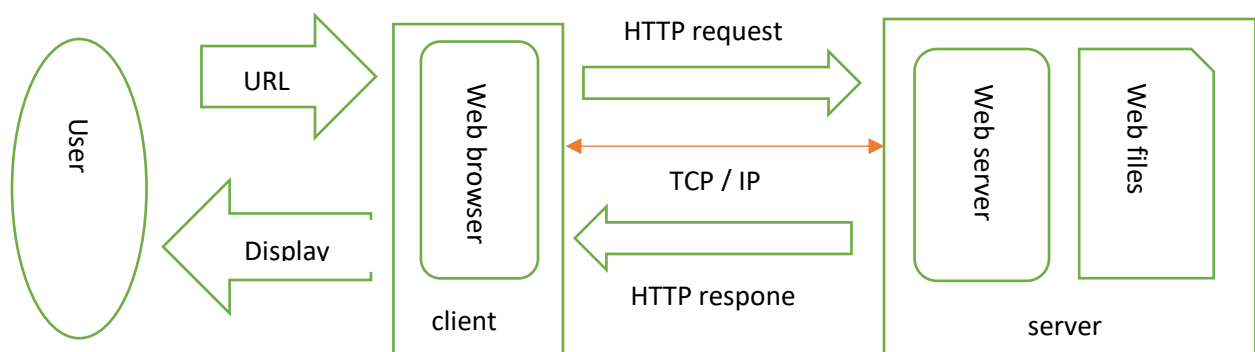 User
URL
Display
Web browser
client
HTTP request
TCP / IP
HTTP respone
Web server
Web files
server